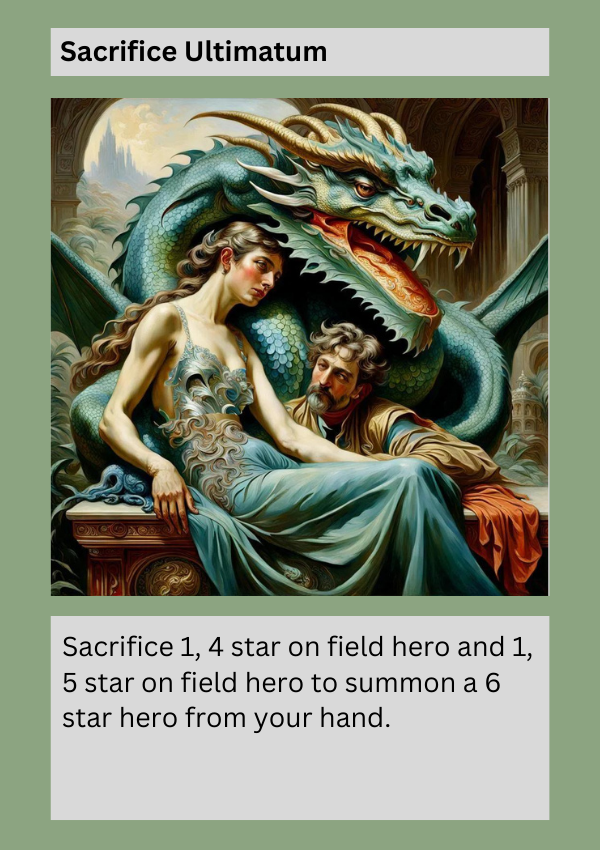 Sacrifice Ultimatum
Sacrifice 1, 4 star on field hero and 1,
5 star on field hero to summon a 6
star hero from your hand.